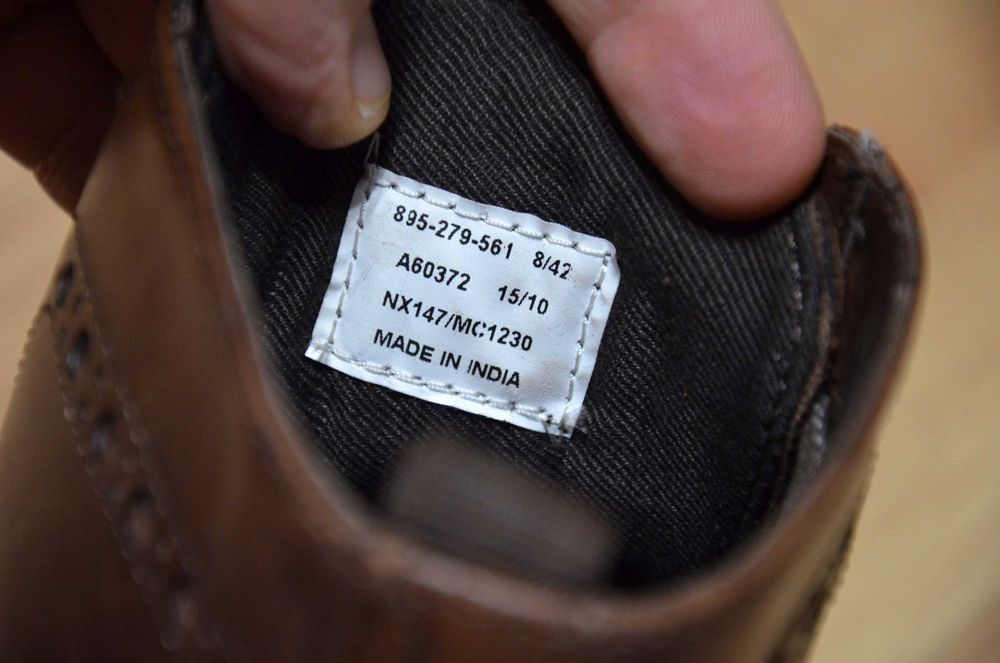 895-279-561 8/42
A60372 15/10
NX147/MC1230
MADE IN INDIA